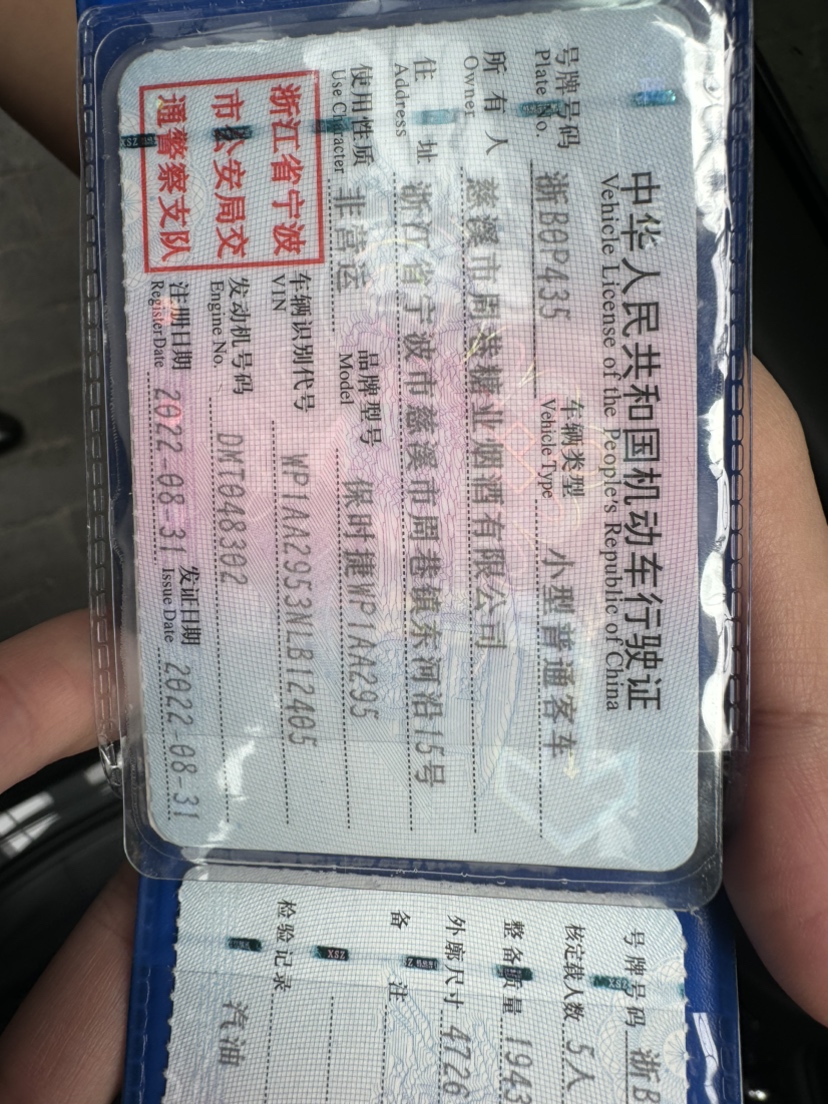 中华人民共和国机动车行驶证
Vehicle License of the People's Republic of China
号牌号码 浙B0P435 车辆类型 小型普通客车
Plate No. Vehicle Type
所有人 慈溪市周巷糖业烟酒有限公司
Owner
住址 浙江省宁波市慈溪市周巷镇东河沿15号
Address
使用性质 非营运 品牌型号 保时捷WP1AA295
Use Character Model
浙江省宁波
市公安局交
通警察支队
车辆识别代号 WP1AA2953NLB12405
VIN
发动机号码 DMT048302
Engine No.
注册日期 2022-08-31 发证日期 2022-08-31
Register Date Issue Date
号牌号码 浙B
核定载人数 5人
整备质量 1943
外廓尺寸 4726
备注
检验记录 汽油